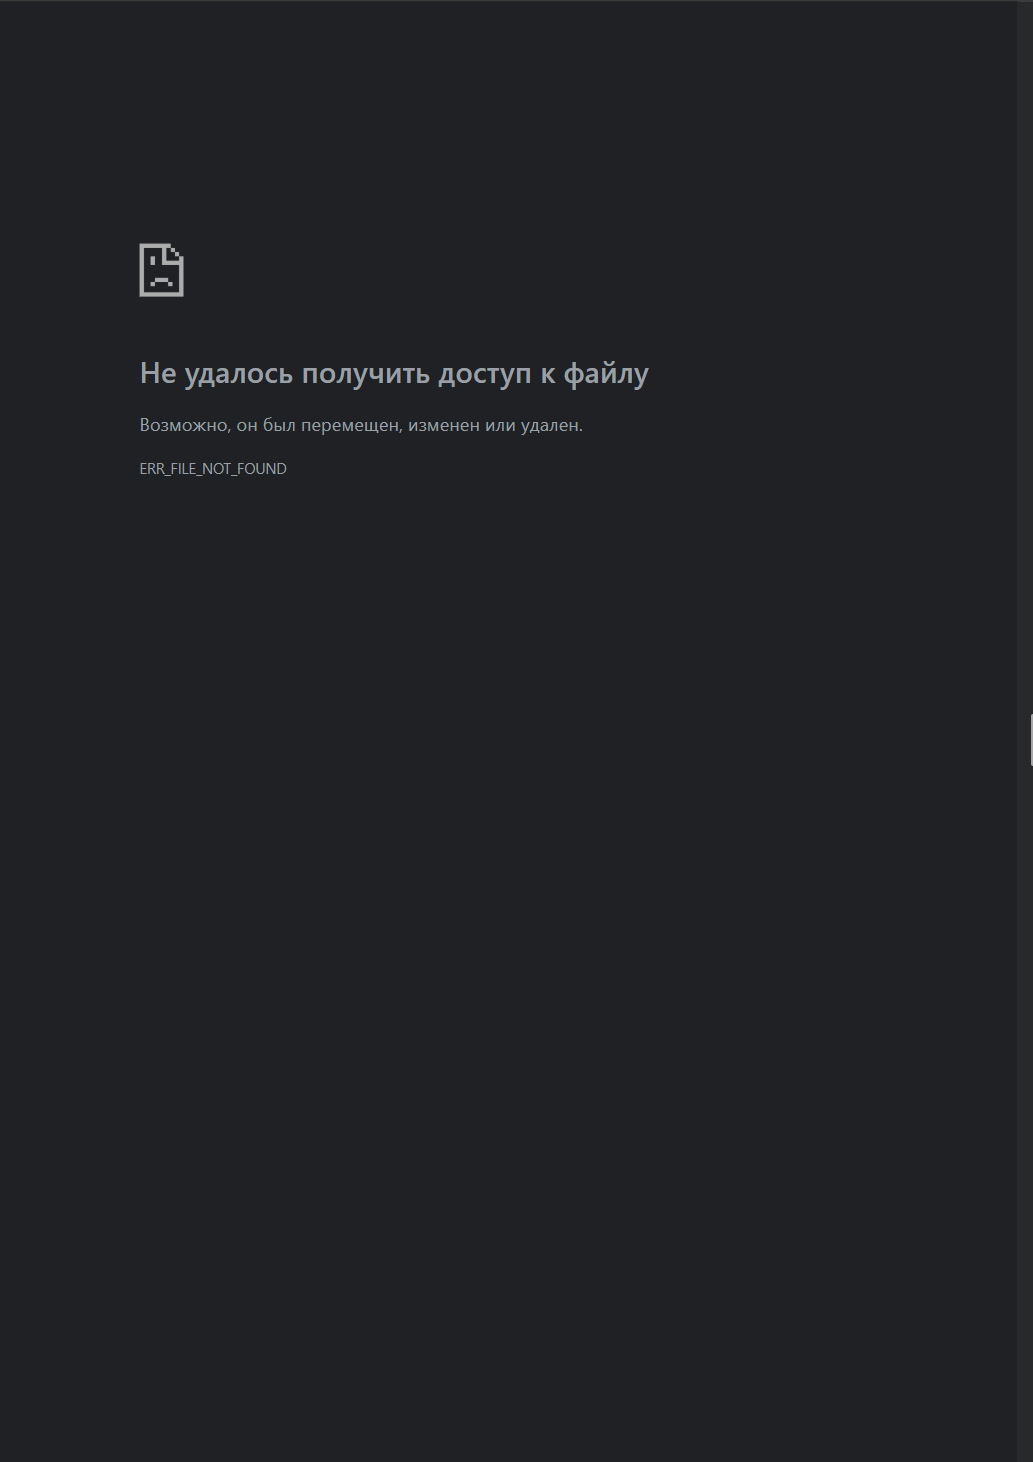 Не удалось получить доступ к файлу
Возможно, он был перемещен, изменен или удален.
ERR_FILE_NOT_FOUND